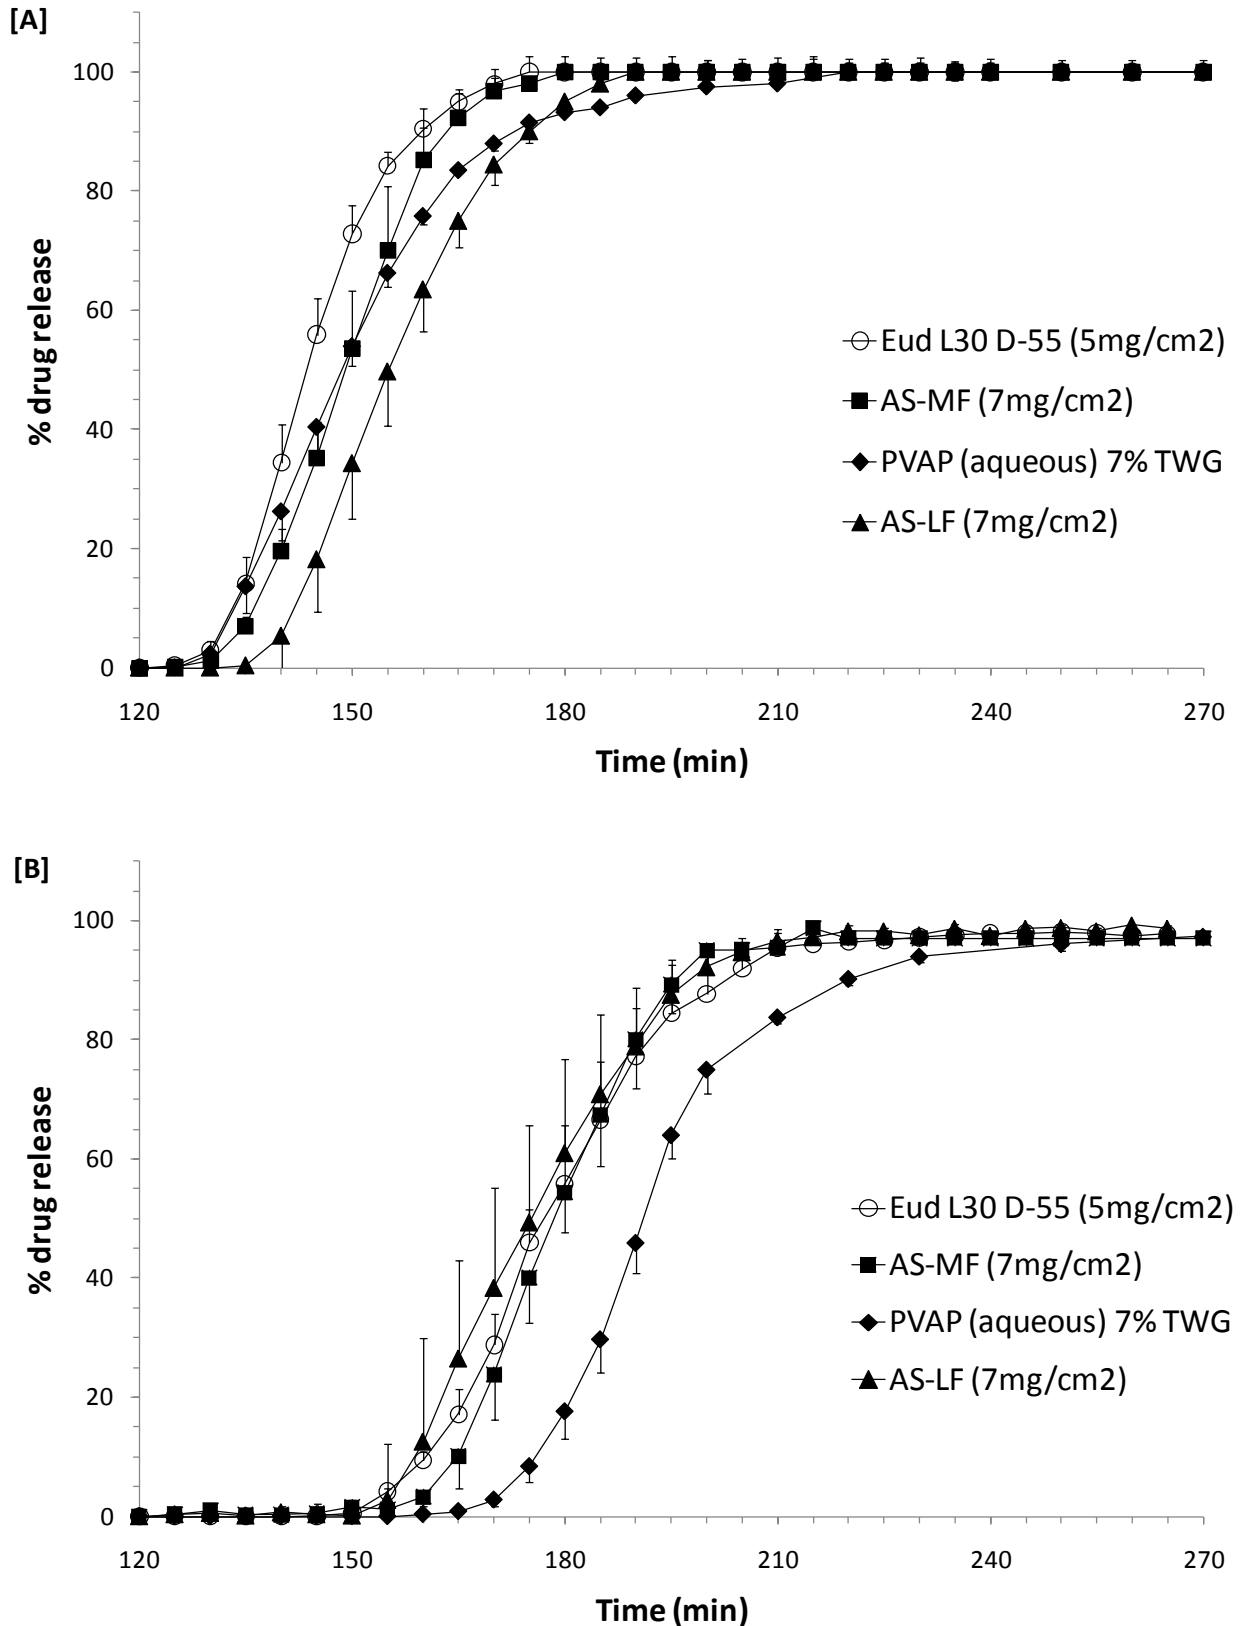 [A]
100
80
60
40
20
0
% drug release
Eud L30 D-55 (5mg/cm2)
AS-MF (7mg/cm2)
PVAP (aqueous) 7% TWG
AS-LF (7mg/cm2)
120 150 180 210 240 270
Time (min)
[B]
100
80
60
40
20
0
% drug release
Eud L30 D-55 (5mg/cm2)
AS-MF (7mg/cm2)
PVAP (aqueous) 7% TWG
AS-LF (7mg/cm2)
120 150 180 210 240 270
Time (min)